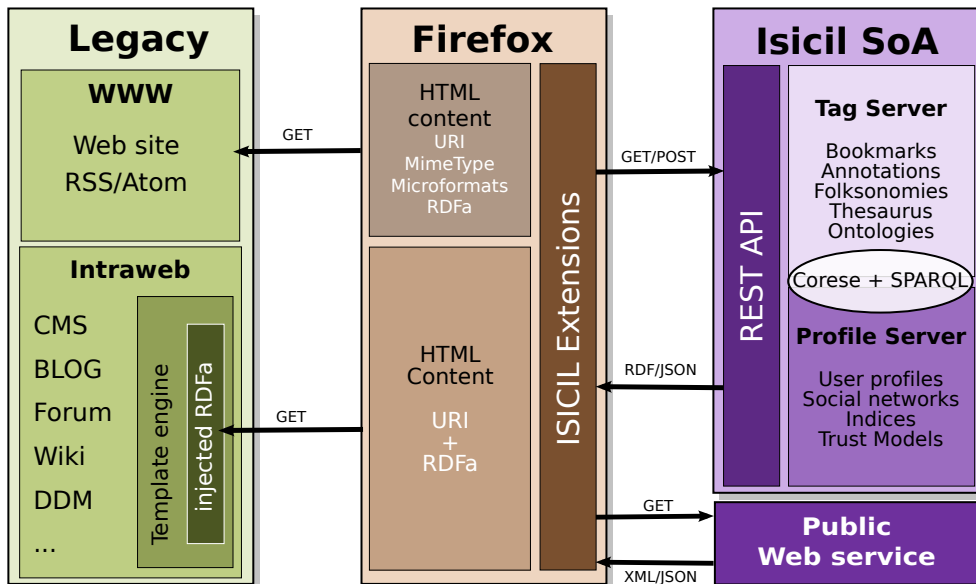 Legacy
WWW
Web site
RSS/Atom
Intraweb
CMS
BLOG
Forum
Wiki
DDM
...
Template engine
injected RDFa
GET
GET
Firefox
HTML
content
URI
MimeType
Microformats
RDFa
HTML
Content
URI
+
RDFa
ISICIL Extensions
GET/POST
RDF/JSON
GET
XML/JSON
Isicil SoA
REST API
Tag Server
Bookmarks
Annotations
Folksonomies
Thesaurus
Ontologies
Corese + SPARQL
Profile Server
User profiles
Social networks
Indices
Trust Models
Public
Web service